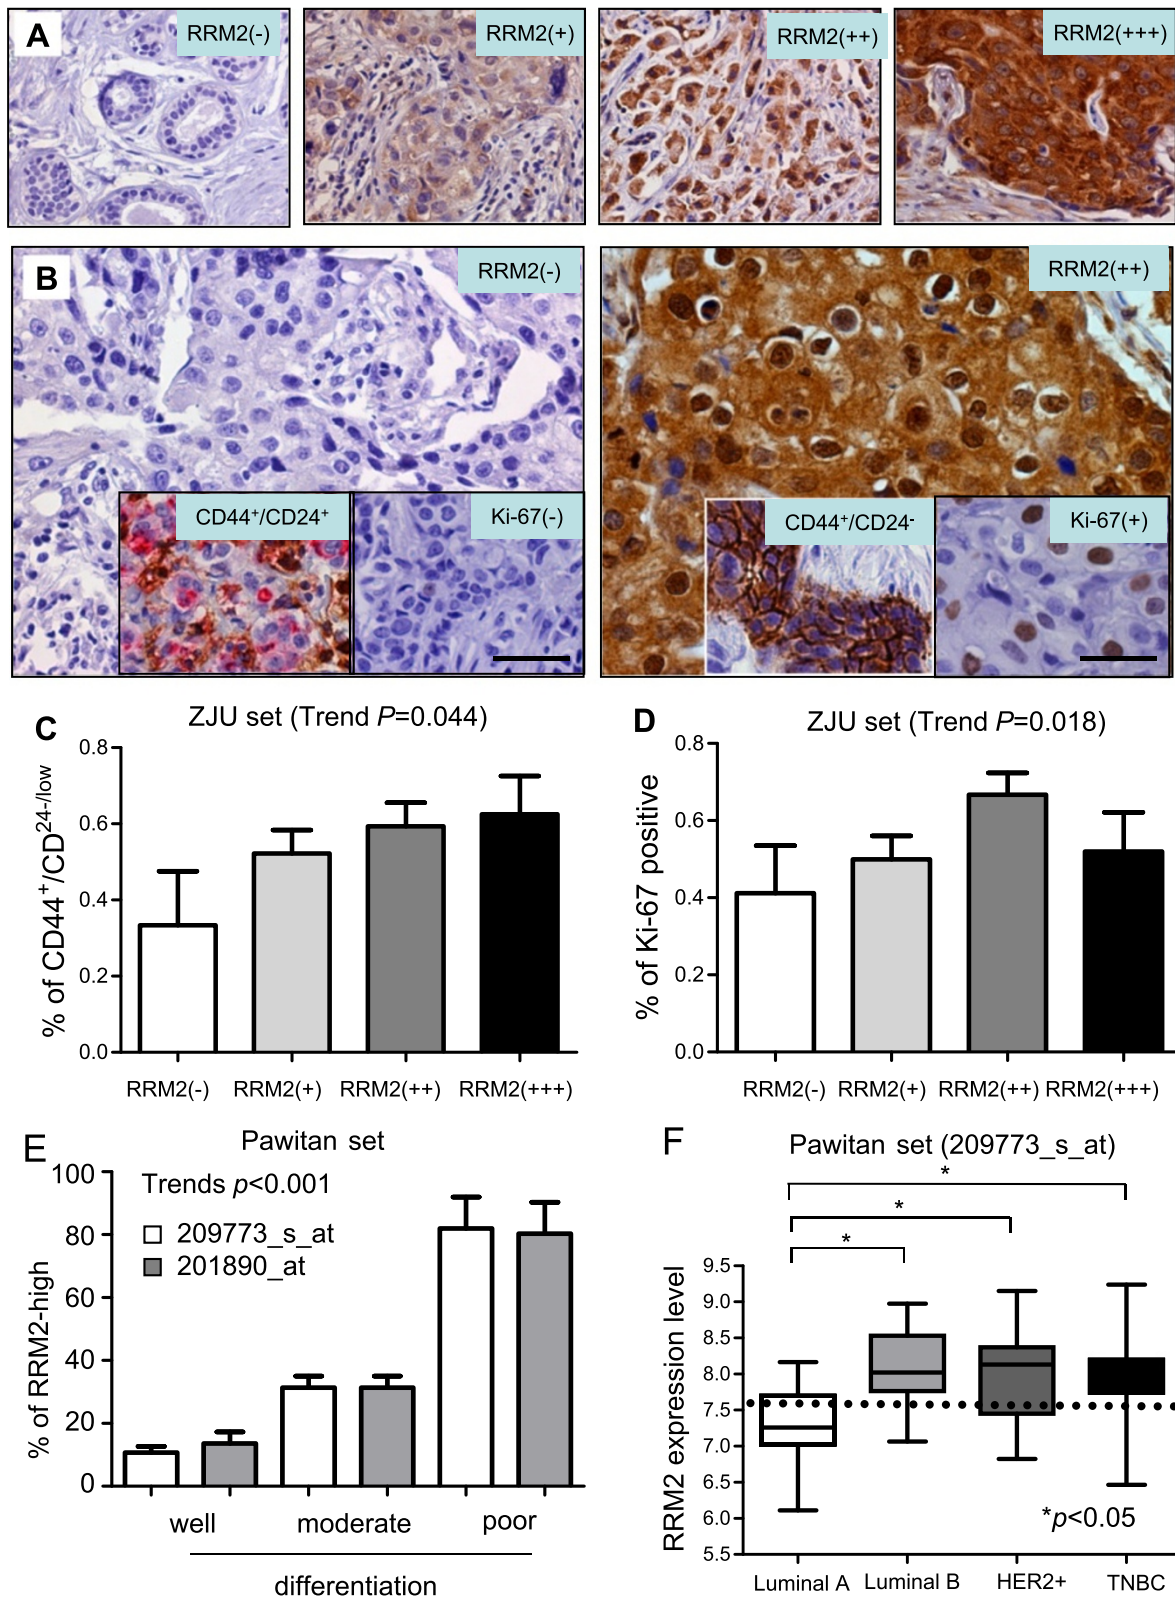 A
RRM2(-)
RRM2(+)
RRM2(++)
RRM2(+++)
B
RRM2(-)
CD44⁺/CD24⁺
Ki-67(-)
RRM2(++)
CD44⁺/CD24⁻
Ki-67(+)
C
ZJU set (Trend P=0.044)
% of CD44⁺/CD²⁴⁻/ˡᵒʷ
0.8
0.6
0.4
0.2
0.0
RRM2(-) RRM2(+) RRM2(++) RRM2(+++)
D
ZJU set (Trend P=0.018)
% of Ki-67 positive
0.8
0.6
0.4
0.2
0.0
RRM2(-) RRM2(+) RRM2(++) RRM2(+++)
E
Pawitan set
Trends p<0.001
209773_s_at
201890_at
% of RRM2-high
100
80
60
40
20
0
well moderate poor
differentiation
F
Pawitan set (209773_s_at)
*
*
*
RRM2 expression level
9.5
9.0
8.5
8.0
7.5
7.0
6.5
6.0
5.5
*p<0.05
Luminal A Luminal B HER2+ TNBC